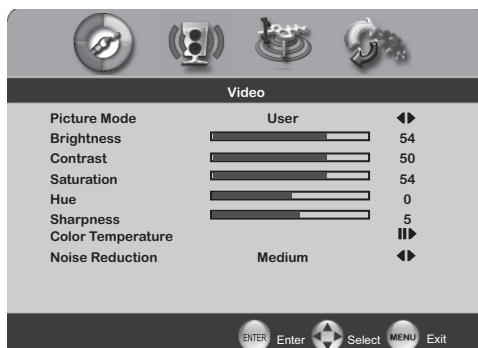 Video
Picture Mode User
Brightness 54
Contrast 50
Saturation 54
Hue 0
Sharpness 5
Color Temperature
Noise Reduction Medium
ENTER Enter Select MENU Exit